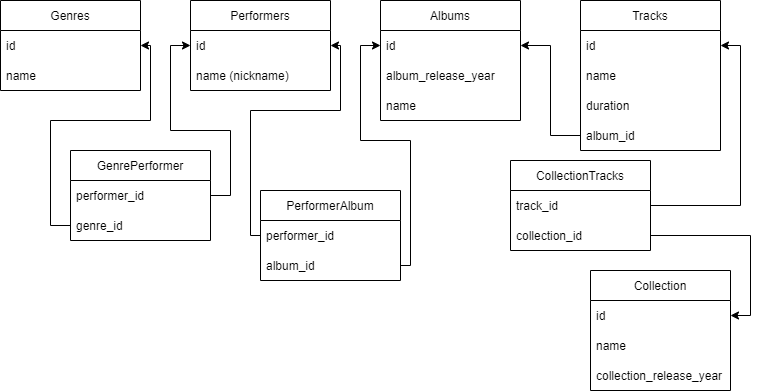 Genres
id
name
Performers
id
name (nickname)
Albums
id
album_release_year
name
Tracks
id
name
duration
album_id
GenrePerformer
performer_id
genre_id
PerformerAlbum
performer_id
album_id
CollectionTracks
track_id
collection_id
Collection
id
name
collection_release_year